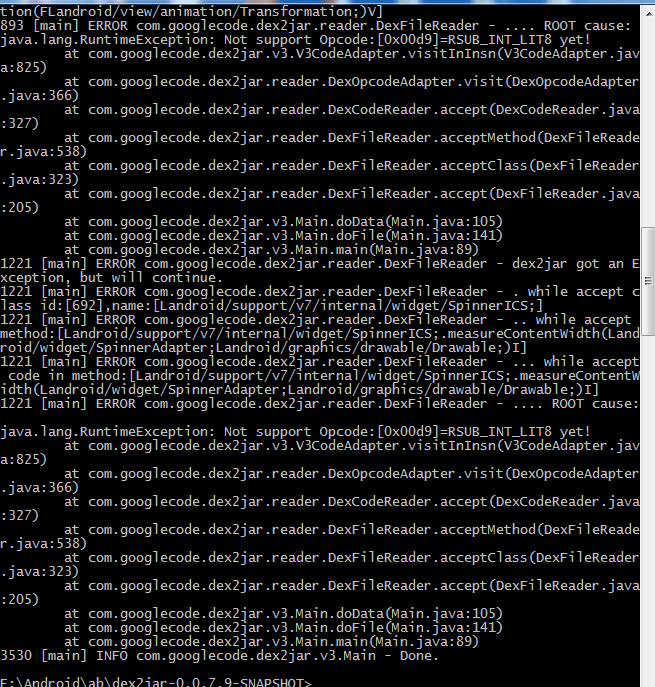 tion(FLandroid/view/animation/Transformation;)V]
893 [main] ERROR com.googlecode.dex2jar.reader.DexFileReader - .... ROOT cause:
java.lang.RuntimeException: Not support Opcode:[0x00d9]=RSUB_INT_LIT8 yet!
        at com.googlecode.dex2jar.v3.V3CodeAdapter.visitInInsn(V3CodeAdapter.jav
a:825)
        at com.googlecode.dex2jar.reader.DexOpcodeAdapter.visit(DexOpcodeAdapter
.java:366)
        at com.googlecode.dex2jar.reader.DexCodeReader.accept(DexCodeReader.java
:327)
        at com.googlecode.dex2jar.reader.DexFileReader.acceptMethod(DexFileReade
r.java:538)
        at com.googlecode.dex2jar.reader.DexFileReader.acceptClass(DexFileReader
.java:323)
        at com.googlecode.dex2jar.reader.DexFileReader.accept(DexFileReader.java
:205)
        at com.googlecode.dex2jar.v3.Main.doData(Main.java:105)
        at com.googlecode.dex2jar.v3.Main.doFile(Main.java:141)
        at com.googlecode.dex2jar.v3.Main.main(Main.java:89)
1221 [main] ERROR com.googlecode.dex2jar.reader.DexFileReader - dex2jar got an E
xception, but will continue.
1221 [main] ERROR com.googlecode.dex2jar.reader.DexFileReader - . while accept c
lass id:[692],name:[Landroid/support/v7/internal/widget/SpinnerICS;]
1221 [main] ERROR com.googlecode.dex2jar.reader.DexFileReader - .. while accept
method:[Landroid/support/v7/internal/widget/SpinnerICS;.measureContentWidth(Land
roid/widget/SpinnerAdapter;Landroid/graphics/drawable/Drawable;)I]
1221 [main] ERROR com.googlecode.dex2jar.reader.DexFileReader - ... while accept
 code in method:[Landroid/support/v7/internal/widget/SpinnerICS;.measureContentW
idth(Landroid/widget/SpinnerAdapter;Landroid/graphics/drawable/Drawable;)I]
1221 [main] ERROR com.googlecode.dex2jar.reader.DexFileReader - .... ROOT cause:
java.lang.RuntimeException: Not support Opcode:[0x00d9]=RSUB_INT_LIT8 yet!
        at com.googlecode.dex2jar.v3.V3CodeAdapter.visitInInsn(V3CodeAdapter.jav
a:825)
        at com.googlecode.dex2jar.reader.DexOpcodeAdapter.visit(DexOpcodeAdapter
.java:366)
        at com.googlecode.dex2jar.reader.DexCodeReader.accept(DexCodeReader.java
:327)
        at com.googlecode.dex2jar.reader.DexFileReader.acceptMethod(DexFileReade
r.java:538)
        at com.googlecode.dex2jar.reader.DexFileReader.acceptClass(DexFileReader
.java:323)
        at com.googlecode.dex2jar.reader.DexFileReader.accept(DexFileReader.java
:205)
        at com.googlecode.dex2jar.v3.Main.doData(Main.java:105)
        at com.googlecode.dex2jar.v3.Main.doFile(Main.java:141)
        at com.googlecode.dex2jar.v3.Main.main(Main.java:89)
3530 [main] INFO com.googlecode.dex2jar.v3.Main - Done.
E:\Android\ab\dex2jar-0.0.7.9-SNAPSHOT>